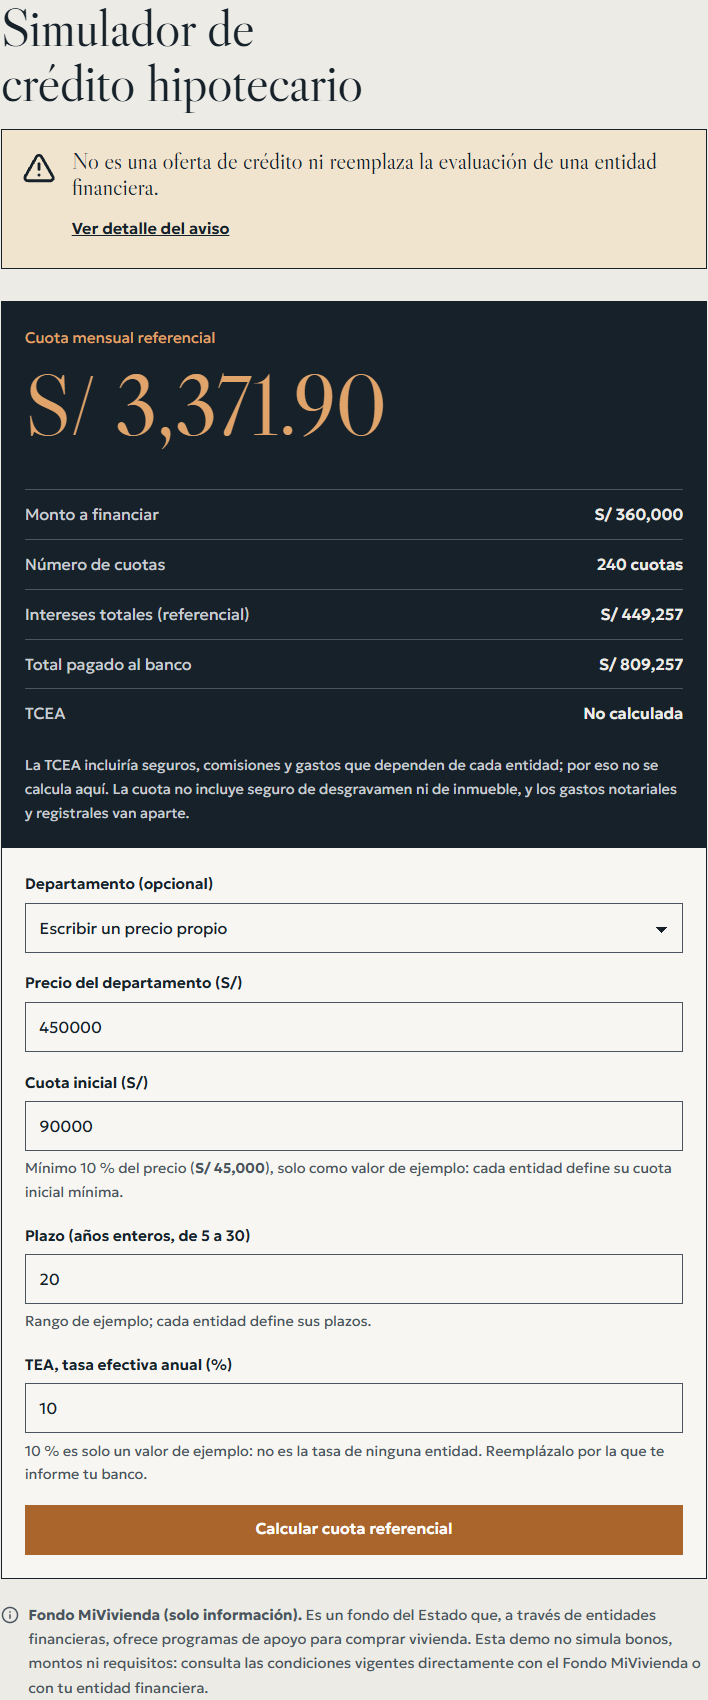 Simulador de
crédito hipotecario
No es una oferta de crédito ni reemplaza la evaluación de una entidad
financiera.
Ver detalle del aviso
Cuota mensual referencial
S/ 3,371.90
Monto a financiar S/ 360,000
Número de cuotas 240 cuotas
Intereses totales (referencial) S/ 449,257
Total pagado al banco S/ 809,257
TCEA No calculada
La TCEA incluiría seguros, comisiones y gastos que dependen de cada entidad; por eso no se
calcula aquí. La cuota no incluye seguro de desgravamen ni de inmueble, y los gastos notariales
y registrales van aparte.
Departamento (opcional)
Escribir un precio propio
Precio del departamento (S/)
450000
Cuota inicial (S/)
90000
Mínimo 10 % del precio (S/ 45,000), solo como valor de ejemplo: cada entidad define su cuota
inicial mínima.
Plazo (años enteros, de 5 a 30)
20
Rango de ejemplo; cada entidad define sus plazos.
TEA, tasa efectiva anual (%)
10
10 % es solo un valor de ejemplo: no es la tasa de ninguna entidad. Reemplázalo por la que te
informe tu banco.
Calcular cuota referencial
Fondo MiVivienda (solo información). Es un fondo del Estado que, a través de entidades
financieras, ofrece programas de apoyo para comprar vivienda. Esta demo no simula bonos,
montos ni requisitos: consulta las condiciones vigentes directamente con el Fondo MiVivienda o
con tu entidad financiera.